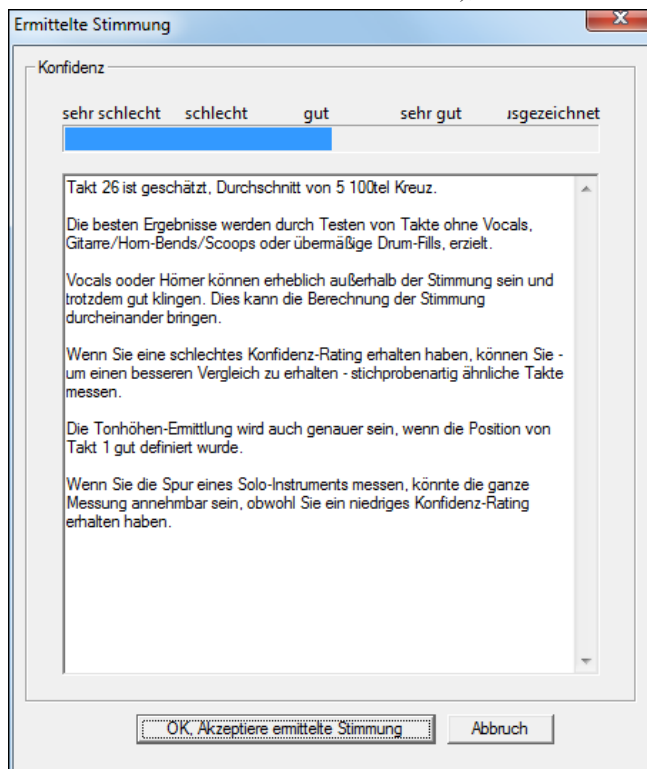 Ermittelte Stimmung
Konfidenz
sehr schlecht schlecht gut sehr gut ısgezeichnet
Takt 26 ist geschätzt, Durchschnitt von 5 100tel Kreuz.
Die besten Ergebnisse werden durch Testen von Takte ohne Vocals,
Gitarre/Horn-Bends/Scoops oder übermäßige Drum-Fills, erzielt.
Vocals ooder Hörner können erheblich außerhalb der Stimmung sein und
trotzdem gut klingen. Dies kann die Berechnung der Stimmung
durcheinander bringen.
Wenn Sie eine schlechtes Konfidenz-Rating erhalten haben, können Sie -
um einen besseren Vergleich zu erhalten - stichprobenartig ähnliche Takte
messen.
Die Tonhöhen-Ermittlung wird auch genauer sein, wenn die Position von
Takt 1 gut definiert wurde.
Wenn Sie die Spur eines Solo-Instruments messen, könnte die ganze
Messung annehmbar sein, obwohl Sie ein niedriges Konfidenz-Rating
erhalten haben.
OK, Akzeptiere ermittelte Stimmung Abbruch